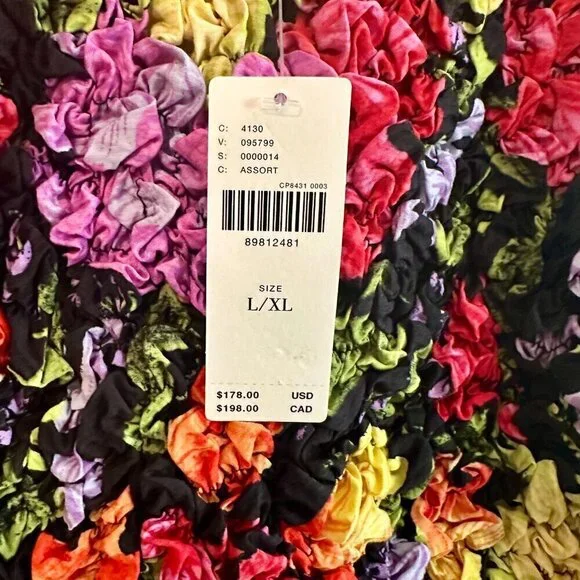 C: 4130
V: 095799
S: 0000014
C: ASSORT
CP8431 0003
89812481
SIZE
L/XL
$178.00 USD
$198.00 CAD